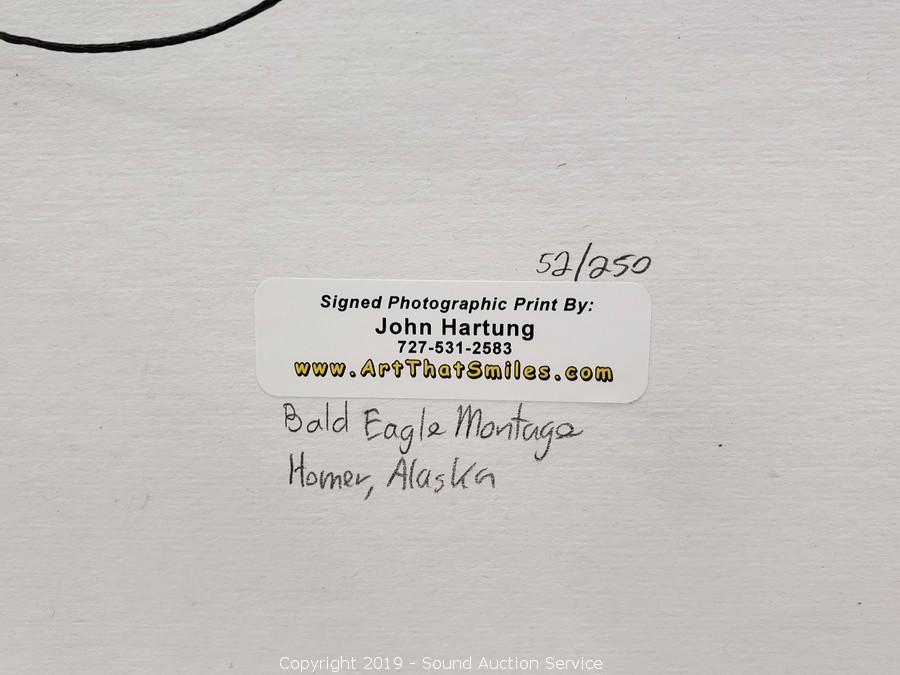 52/250
Signed Photographic Print By:
John Hartung
727-531-2583
www.ArtThatSmiles.com
Bald Eagle Montage
Homer, Alaska
Copyright 2019 - Sound Auction Service